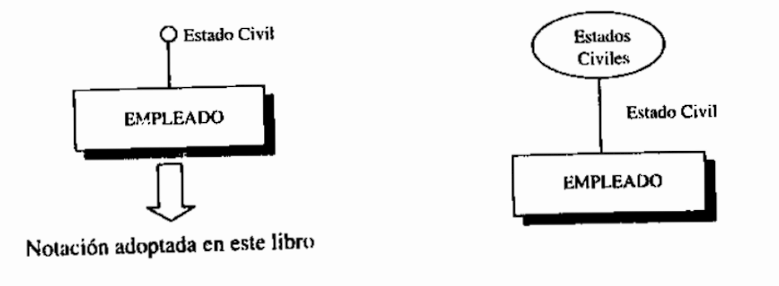 Estado Civil
EMPLEADO
Notación adoptada en este libro
Estados
Civiles
Estado Civil
EMPLEADO